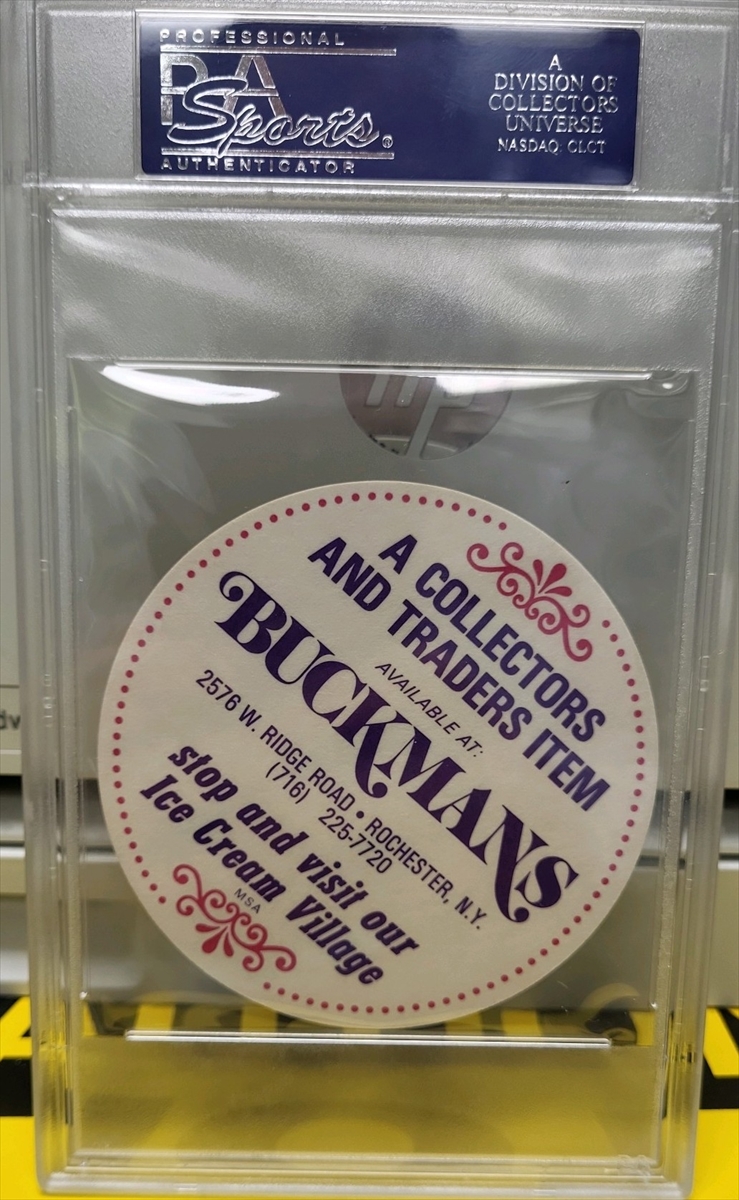 PROFESSIONAL
PSA
Sports®
AUTHENTICATOR
A
DIVISION OF
COLLECTORS
UNIVERSE
NASDAQ: CLCT
A COLLECTORS
AND TRADERS ITEM
AVAILABLE AT:
BUCKMANS
2576 W. RIDGE ROAD • ROCHESTER, N.Y.
(716) 225-7720
stop and visit our
Ice Cream Village
MSA